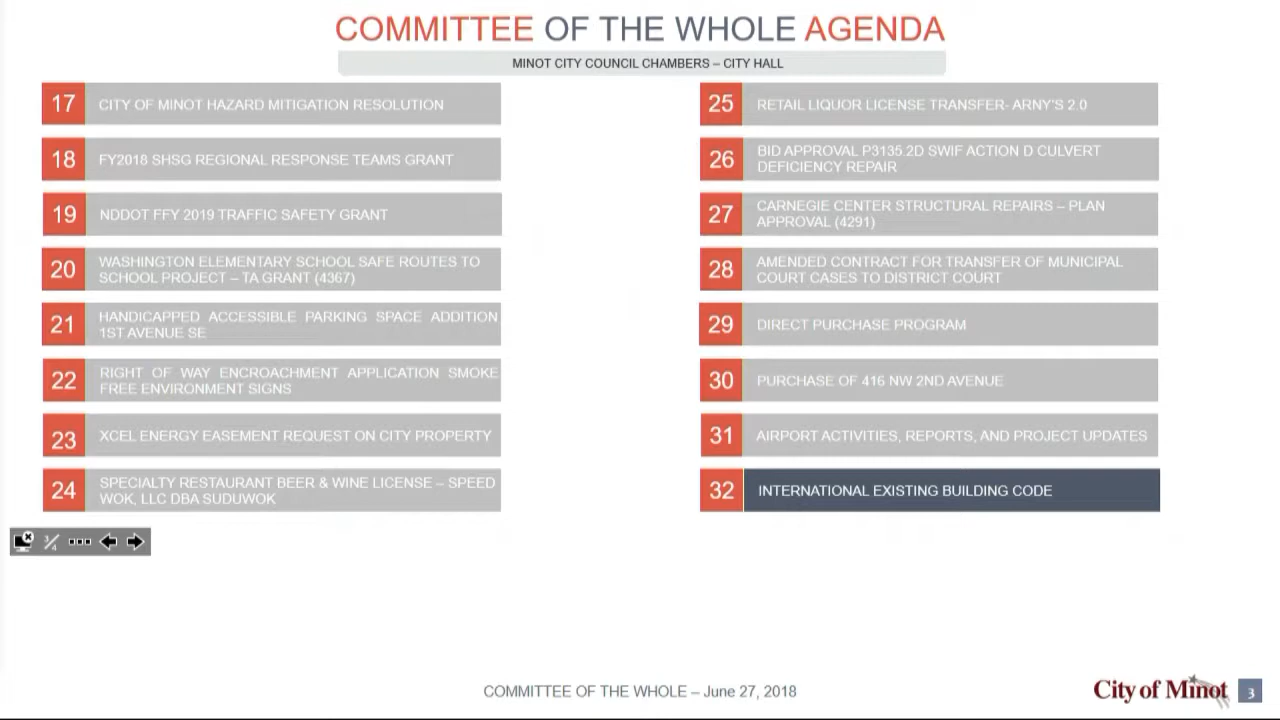 COMMITTEE OF THE WHOLE AGENDA
MINOT CITY COUNCIL CHAMBERS – CITY HALL
17 CITY OF MINOT HAZARD MITIGATION RESOLUTION
18 FY2018 SHSG REGIONAL RESPONSE TEAMS GRANT
19 NDDOT FFY 2019 TRAFFIC SAFETY GRANT
20 WASHINGTON ELEMENTARY SCHOOL SAFE ROUTES TO
SCHOOL PROJECT – TA GRANT (4367)
21 HANDICAPPED ACCESSIBLE PARKING SPACE ADDITION
1ST AVENUE SE
22 RIGHT OF WAY ENCROACHMENT APPLICATION SMOKE
FREE ENVIRONMENT SIGNS
23 XCEL ENERGY EASEMENT REQUEST ON CITY PROPERTY
24 SPECIALTY RESTAURANT BEER & WINE LICENSE – SPEED
WOK, LLC DBA SUDUWOK
25 RETAIL LIQUOR LICENSE TRANSFER- ARNY'S 2.0
26 BID APPROVAL P3135.2D SWIF ACTION D CULVERT
DEFICIENCY REPAIR
27 CARNEGIE CENTER STRUCTURAL REPAIRS – PLAN
APPROVAL (4291)
28 AMENDED CONTRACT FOR TRANSFER OF MUNICIPAL
COURT CASES TO DISTRICT COURT
29 DIRECT PURCHASE PROGRAM
30 PURCHASE OF 416 NW 2ND AVENUE
31 AIRPORT ACTIVITIES, REPORTS, AND PROJECT UPDATES
32 INTERNATIONAL EXISTING BUILDING CODE
3/4
COMMITTEE OF THE WHOLE – June 27, 2018
City of Minot
3